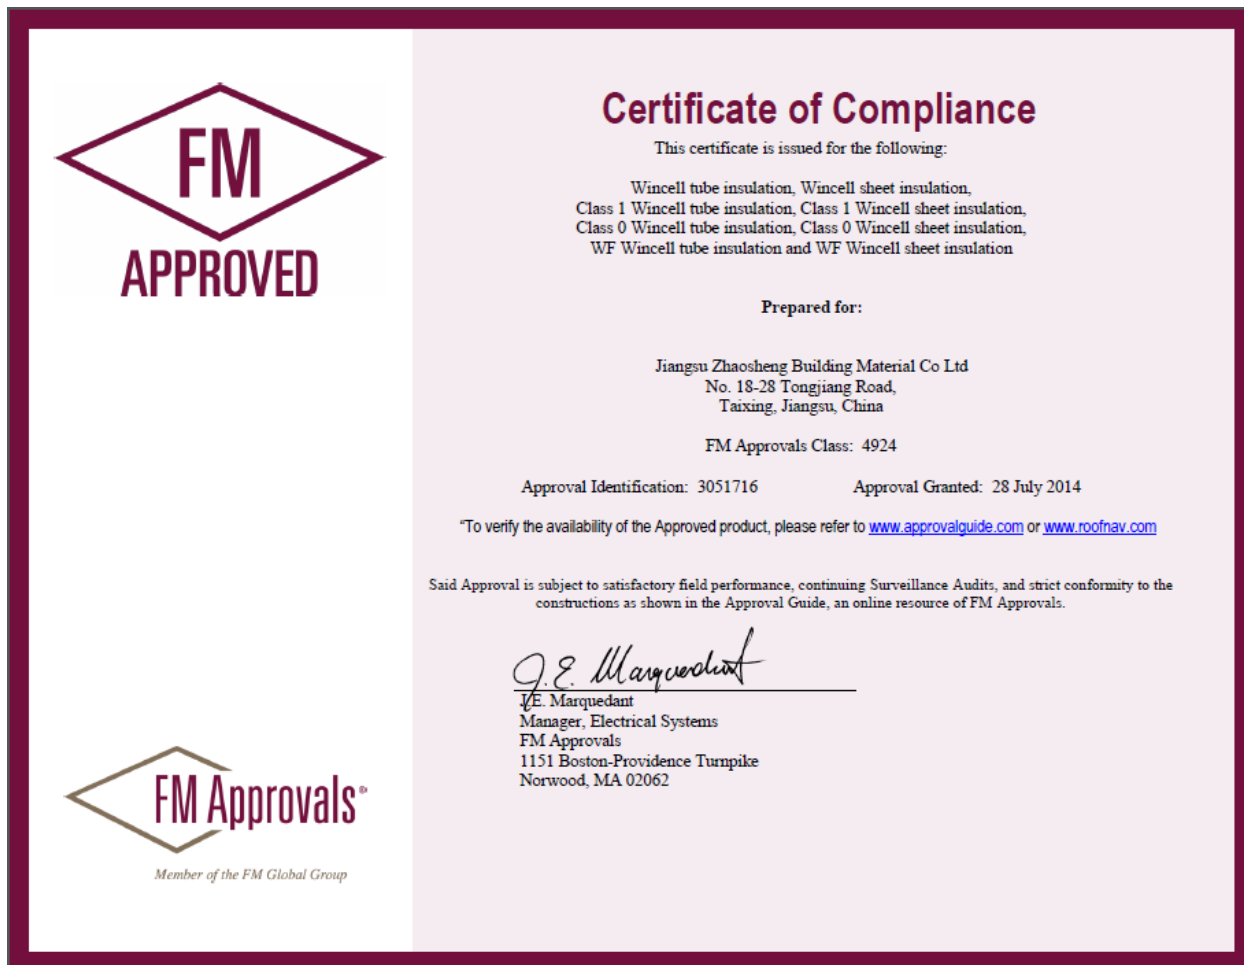 FM
APPROVED
Certificate of Compliance
This certificate is issued for the following:
Wincell tube insulation, Wincell sheet insulation,
Class 1 Wincell tube insulation, Class 1 Wincell sheet insulation,
Class 0 Wincell tube insulation, Class 0 Wincell sheet insulation,
WF Wincell tube insulation and WF Wincell sheet insulation
Prepared for:
Jiangsu Zhaosheng Building Material Co Ltd
No. 18-28 Tongjiang Road,
Taixing, Jiangsu, China
FM Approvals Class: 4924
Approval Identification: 3051716 Approval Granted: 28 July 2014
“To verify the availability of the Approved product, please refer to www.approvalguide.com or www.roofnav.com
Said Approval is subject to satisfactory field performance, continuing Surveillance Audits, and strict conformity to the
constructions as shown in the Approval Guide, an online resource of FM Approvals.
J.E. Marquedant
J.E. Marquedant
Manager, Electrical Systems
FM Approvals
1151 Boston-Providence Turnpike
Norwood, MA 02062
FM Approvals®
Member of the FM Global Group